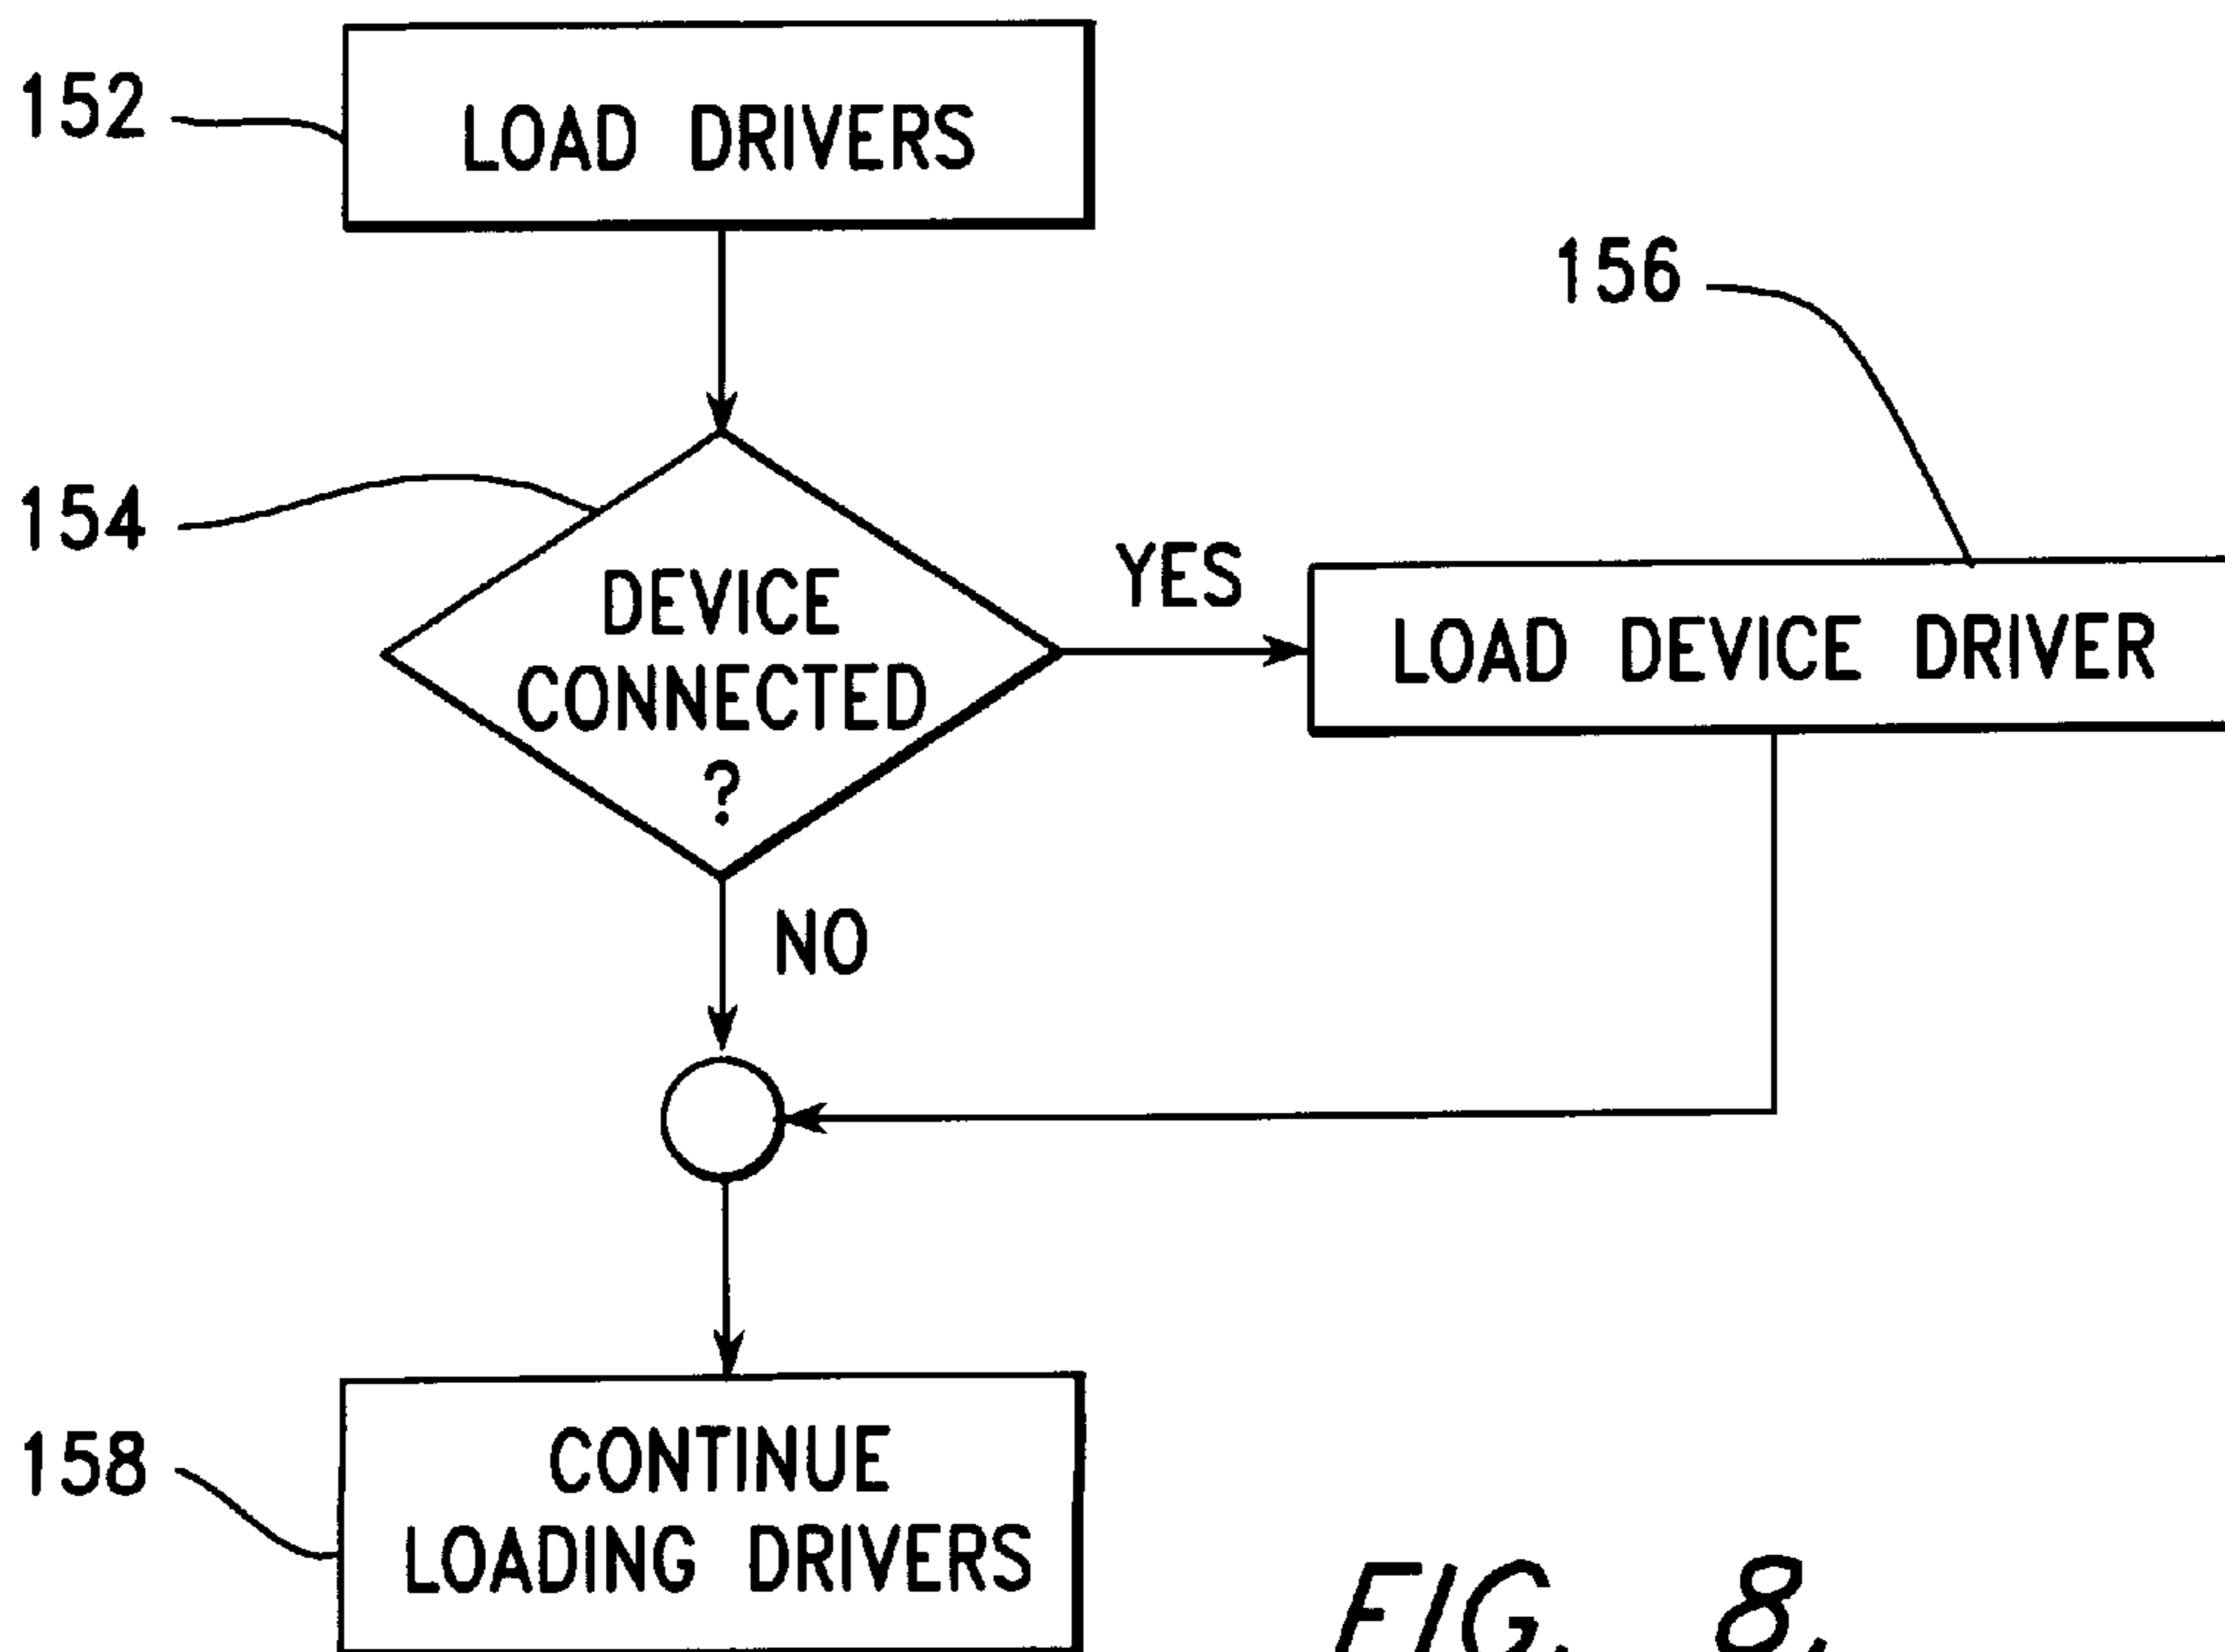 152
LOAD DRIVERS
156
154
DEVICE
CONNECTED
?
YES
LOAD DEVICE DRIVER
NO
158
CONTINUE
LOADING DRIVERS
FIG. 8.